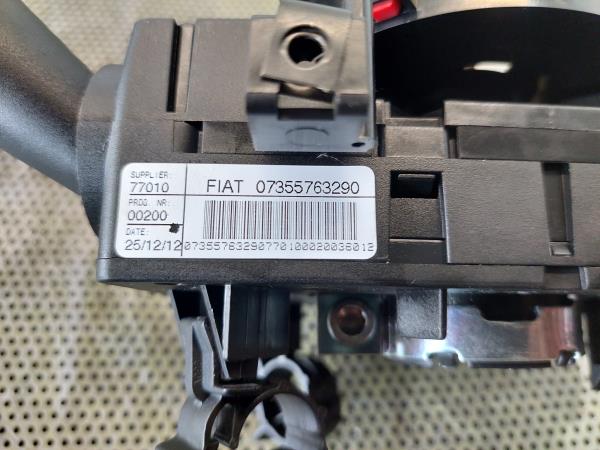 SUPPLIER:
77010
FIAT 07355763290
PROG. NR:
00200
DATE:
25/12/12
07355763290770100020036012